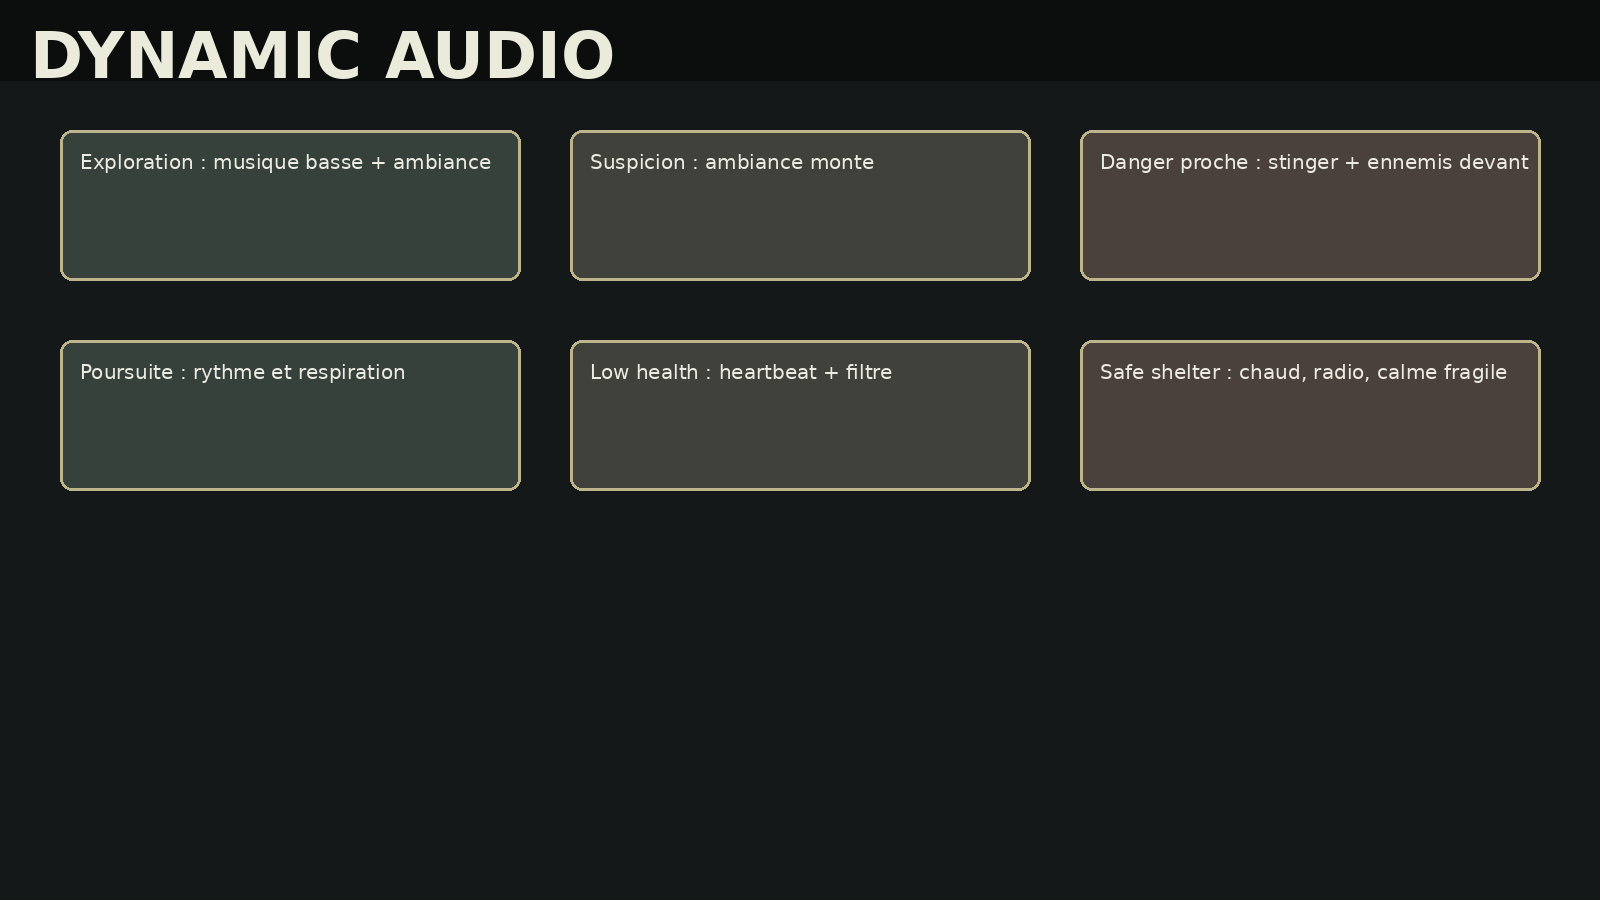 DYNAMIC AUDIO
Exploration : musique basse + ambiance
Suspicion : ambiance monte
Danger proche : stinger + ennemis devant
Poursuite : rythme et respiration
Low health : heartbeat + filtre
Safe shelter : chaud, radio, calme fragile